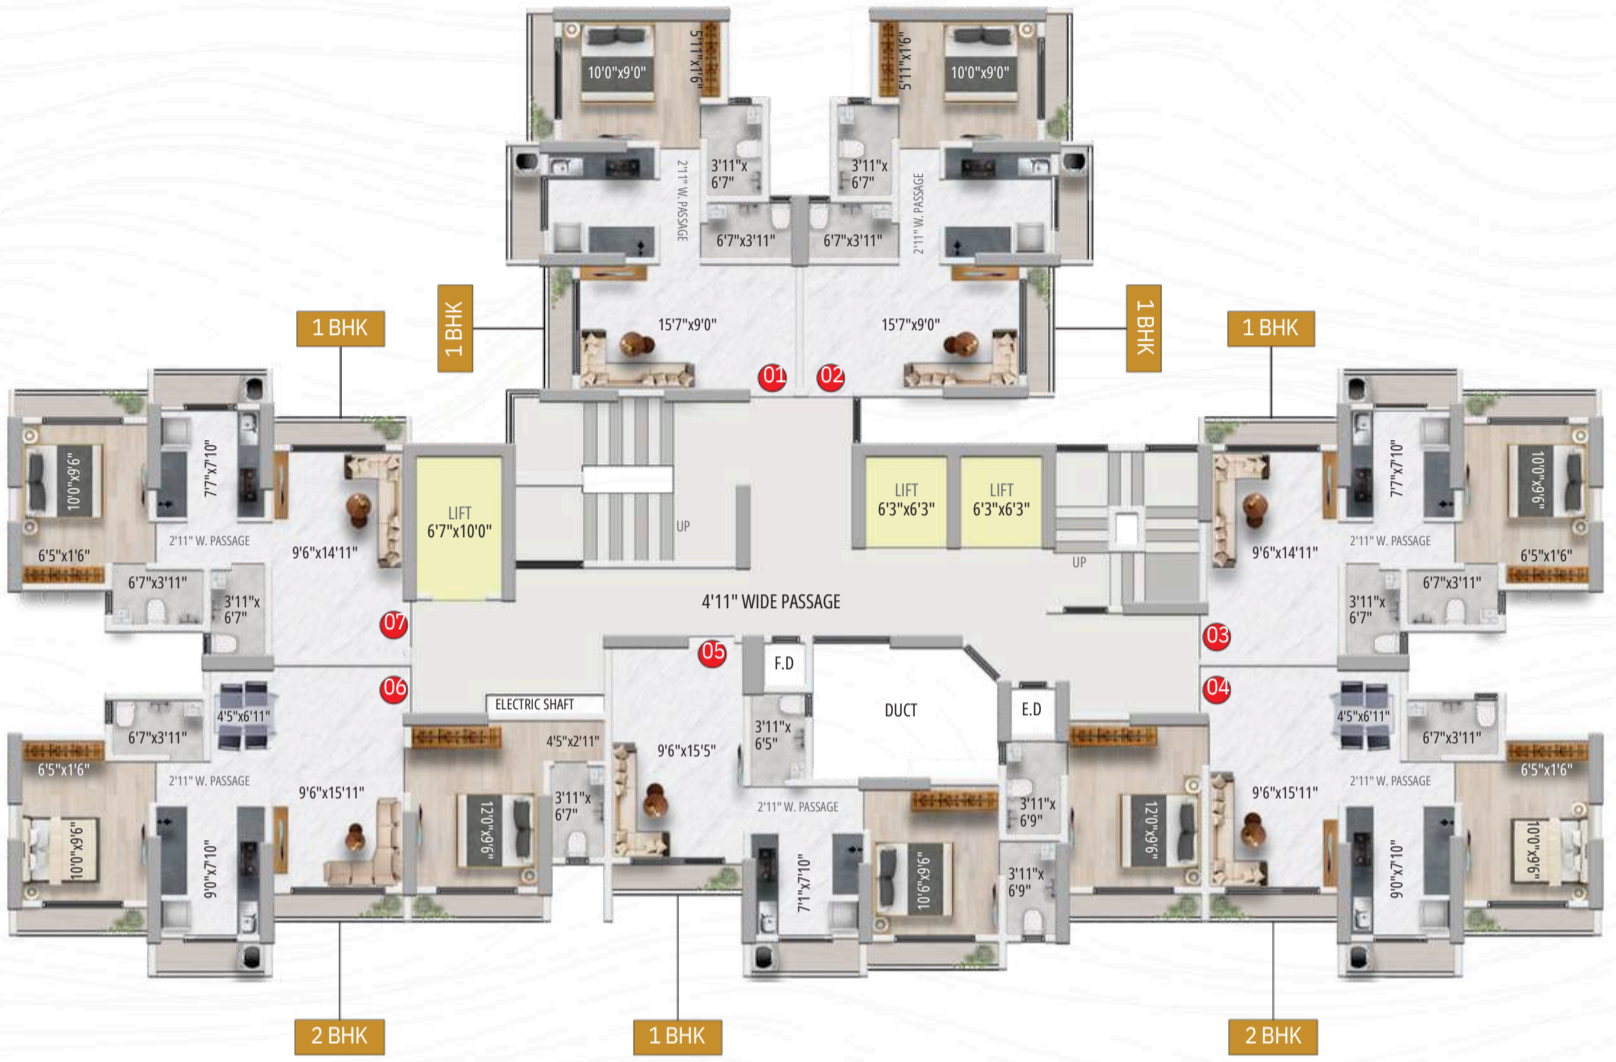 10'0"x9'0"
5'11"x1'6"
5'11"x1'6"
10'0"x9'0"
3'11"x
6'7"
2'11" W. PASSAGE
3'11"x
6'7"
2'11" W. PASSAGE
6'7"x3'11"
6'7"x3'11"
1 BHK
1 BHK
15'7"x9'0"
15'7"x9'0"
1 BHK
1 BHK
01
02
10'0"x9'6"
7'7"x7'10"
2'11" W. PASSAGE
6'5"x1'6"
9'6"x14'11"
6'7"x3'11"
3'11"x
6'7"
07
LIFT
6'7"x10'0"
UP
LIFT
6'3"x6'3"
LIFT
6'3"x6'3"
UP
4'11" WIDE PASSAGE
7'7"x7'10"
10'0"x9'6"
9'6"x14'11"
2'11" W. PASSAGE
6'5"x1'6"
3'11"x
6'7"
6'7"x3'11"
03
06
4'5"x6'11"
6'7"x3'11"
6'5"x1'6"
2'11" W. PASSAGE
9'6"x15'11"
10'0"x9'6"
9'0"x7'10"
ELECTRIC SHAFT
4'5"x2'11"
12'0"x9'6"
3'11"x
6'7"
05
F.D
9'6"x15'5"
3'11"x
6'5"
DUCT
E.D
2'11" W. PASSAGE
7'1"x7'10"
10'6"x9'6"
3'11"x
6'9"
3'11"x
6'9"
12'0"x9'6"
04
4'5"x6'11"
6'7"x3'11"
6'5"x1'6"
2'11" W. PASSAGE
9'6"x15'11"
9'0"x7'10"
10'0"x9'6"
2 BHK
1 BHK
2 BHK